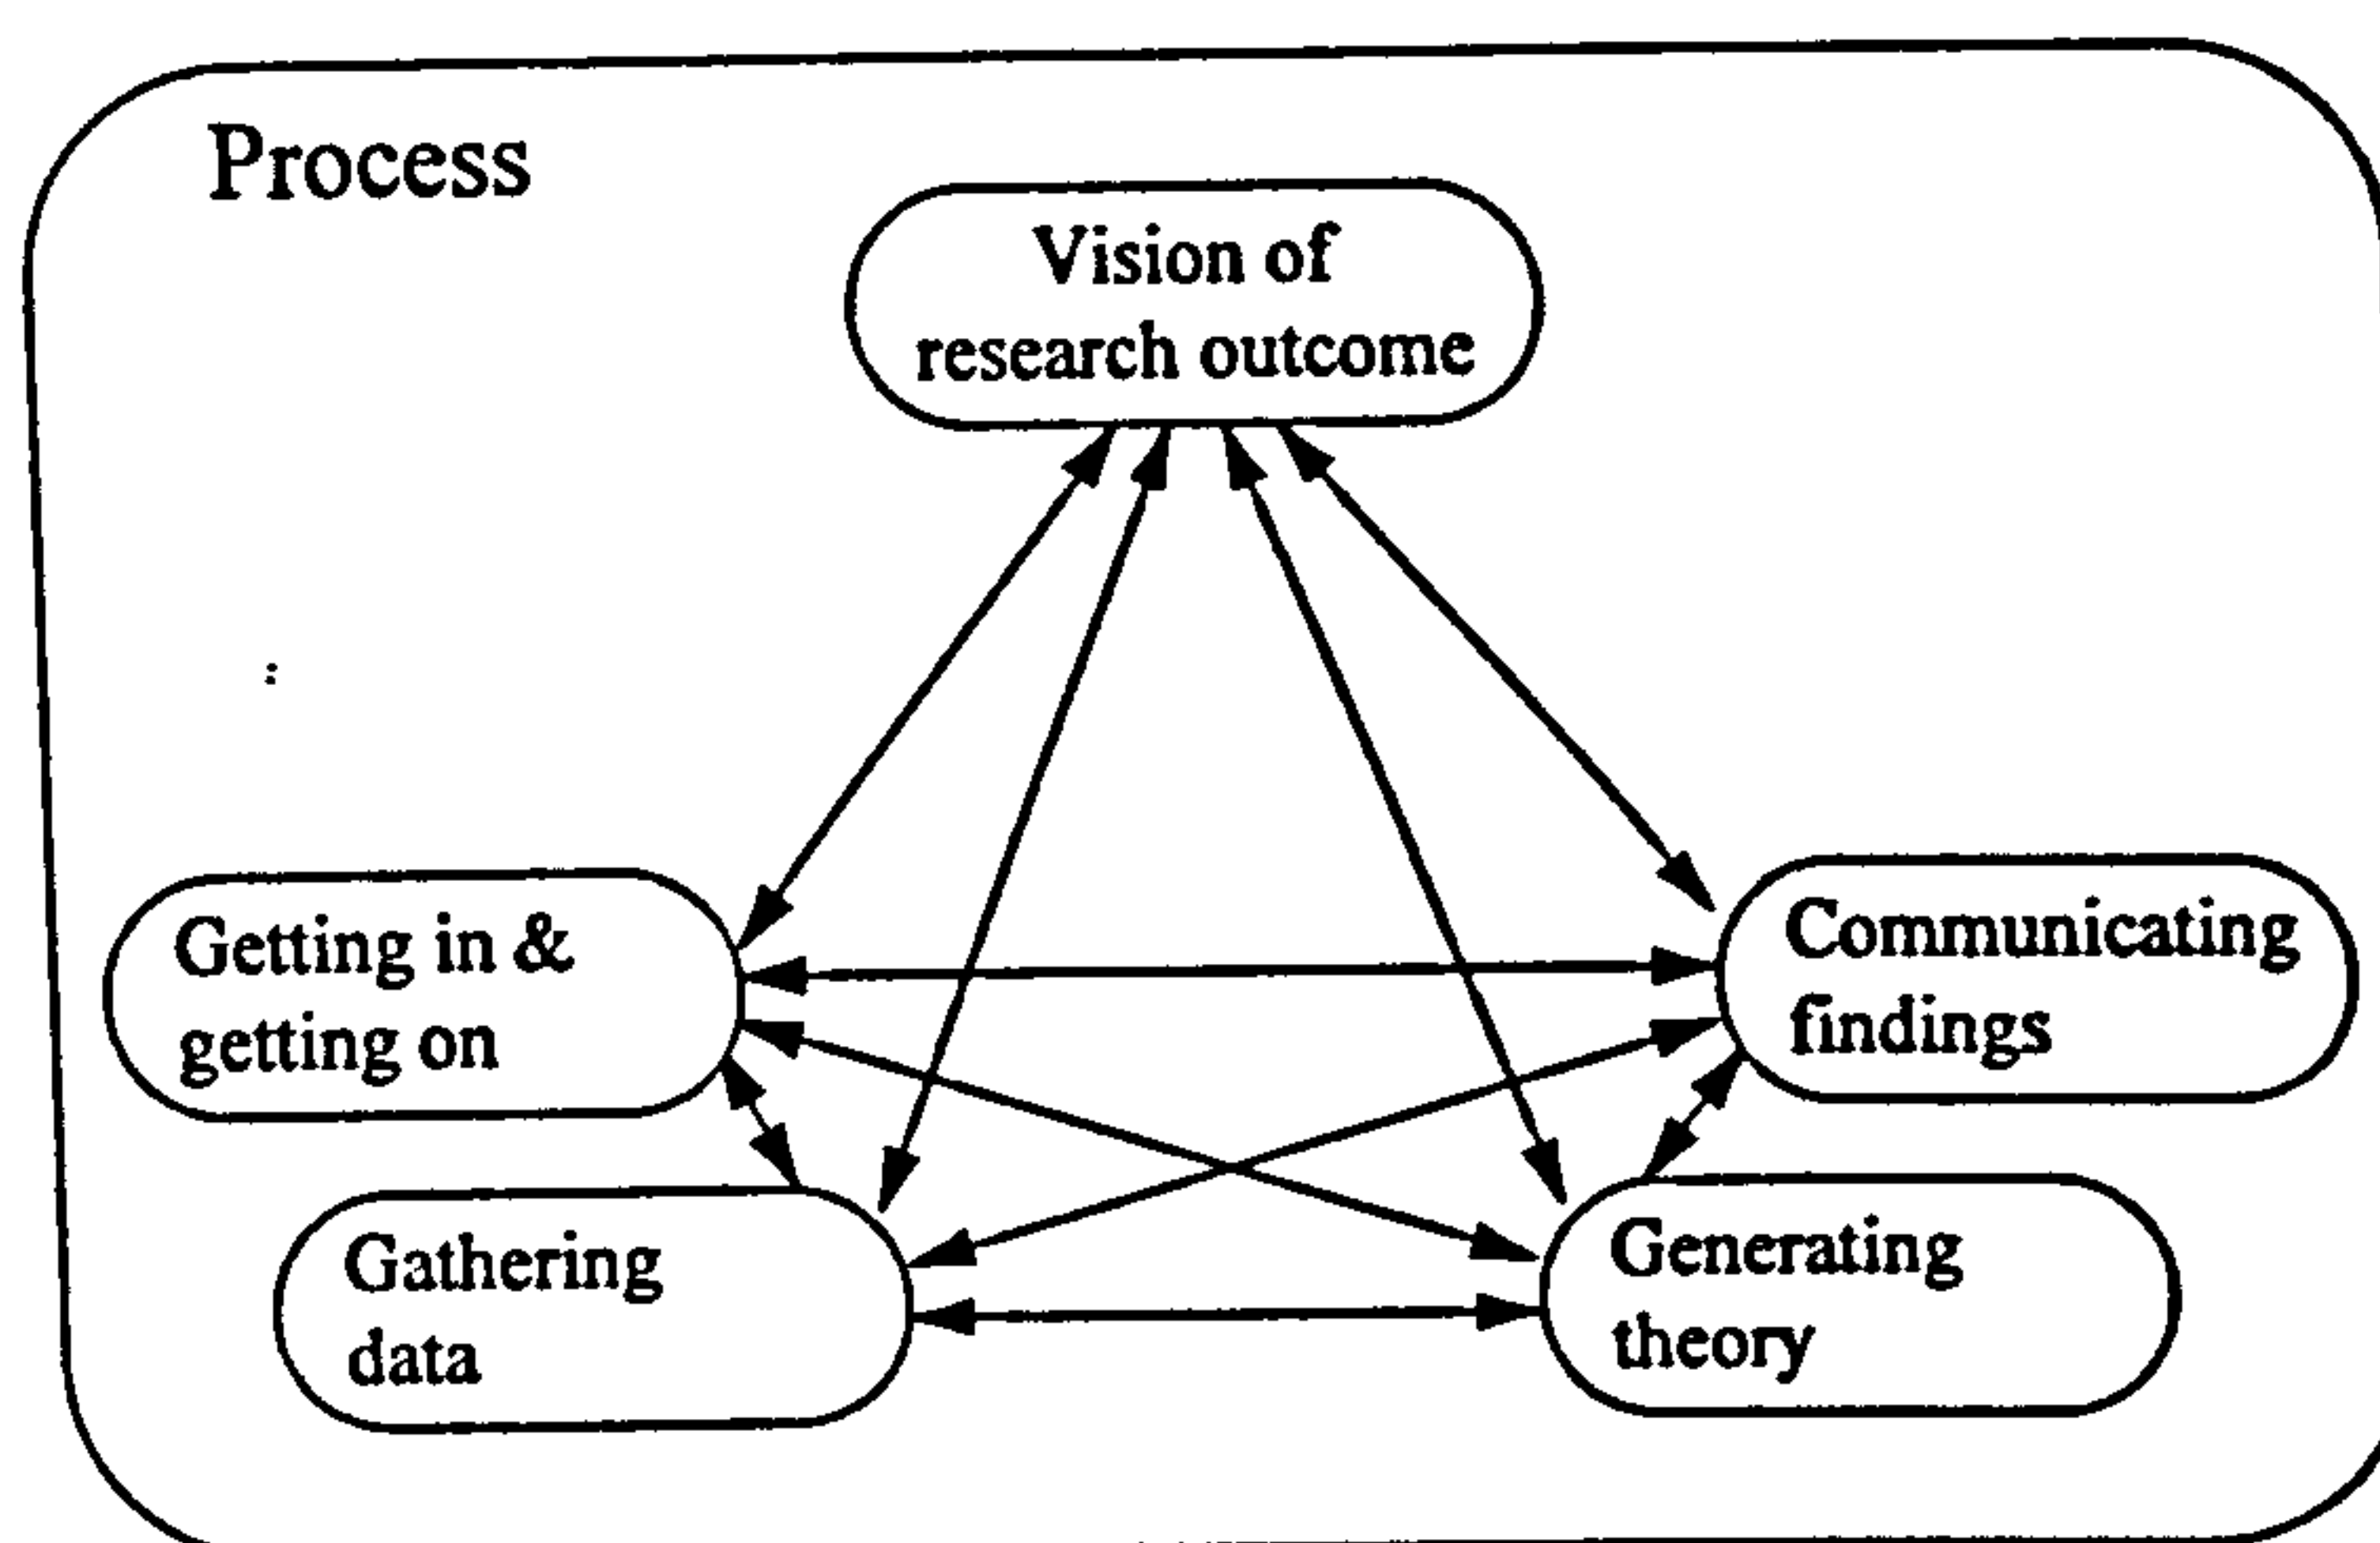 Process
Vision of
research outcome
Getting in &
getting on
Communicating
findings
Gathering
data
Generating
theory